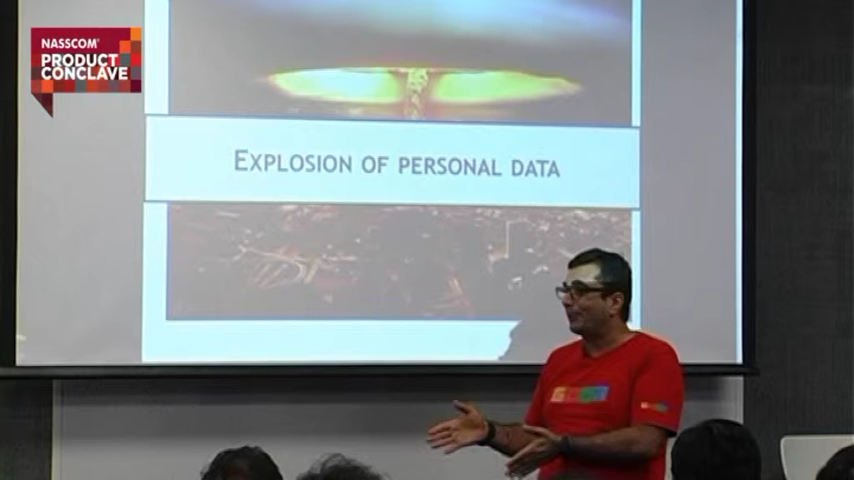 NASSCOM®
PRODUCT
CONCLAVE
EXPLOSION OF PERSONAL DATA